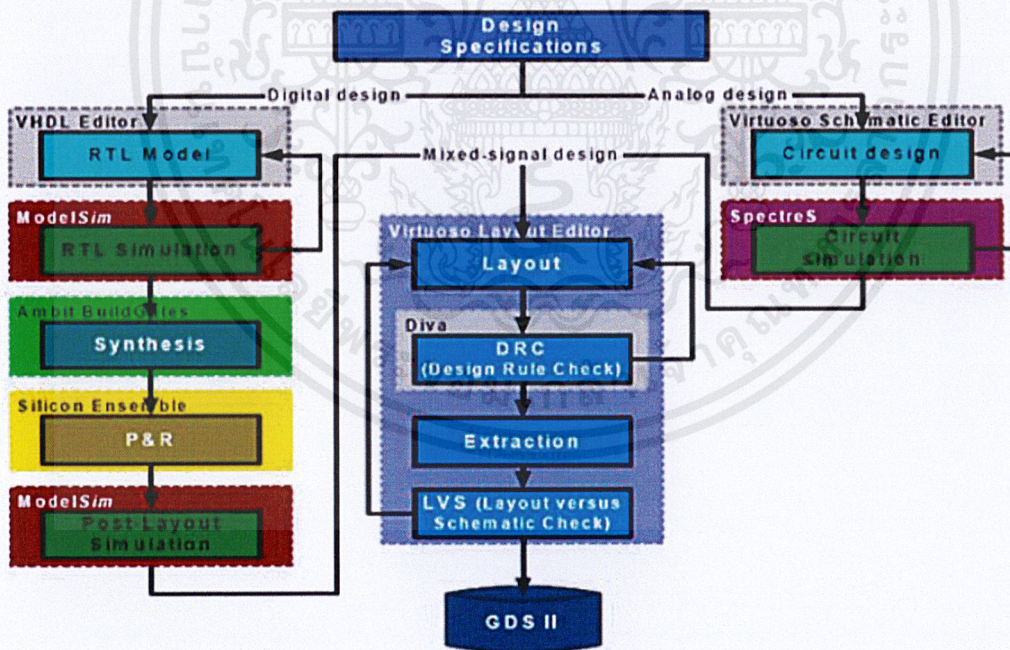 Design
Specifications
Digital design
Analog design
VHDL Editor
RTL Model
ModelSim
RTL Simulation
Ambit BuildGates
Synthesis
Silicon Ensemble
P&R
ModelSim
Post-Layout
Simulation
Mixed-signal design
Virtuoso Layout Editor
Layout
Diva
DRC
(Design Rule Check)
Extraction
LVS (Layout versus
Schematic Check)
GDS II
Virtuoso Schematic Editor
Circuit design
SpectreS
Circuit
simulation